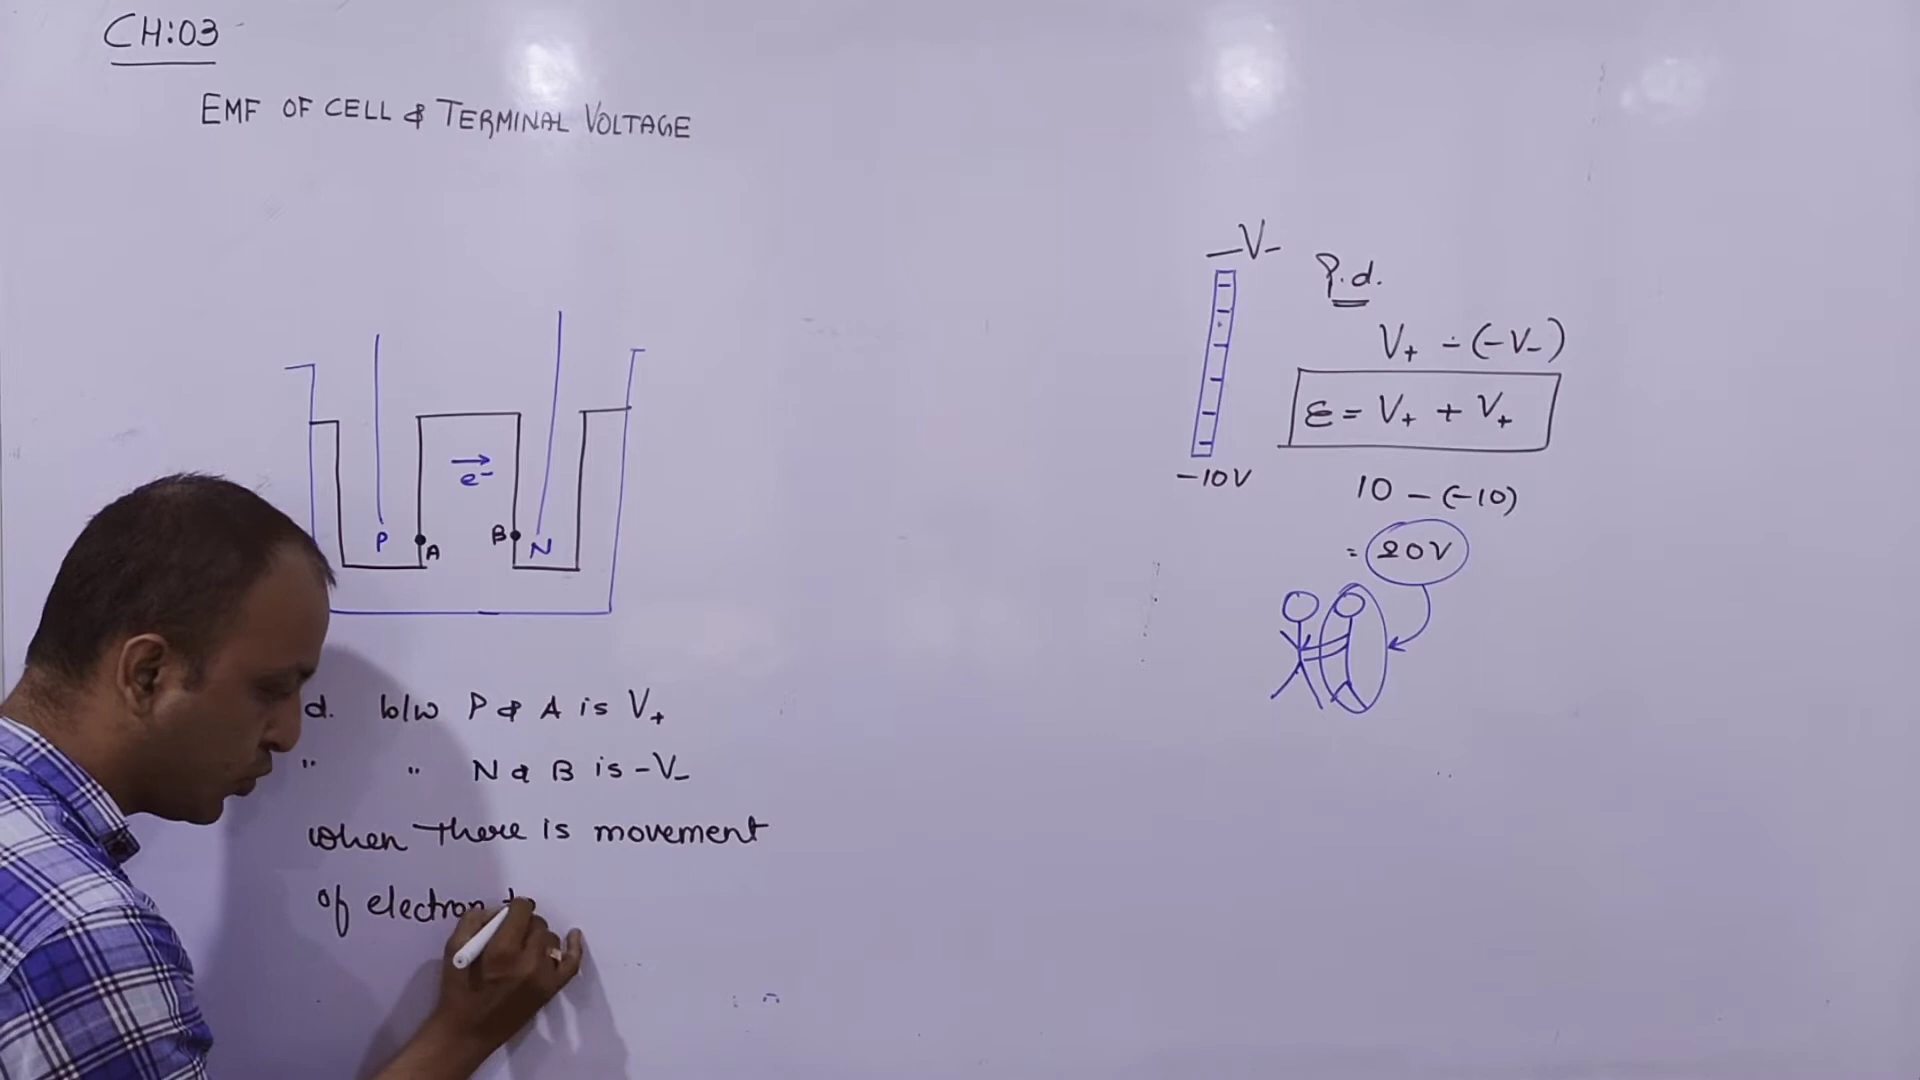 CH:03
EMF OF CELL & TERMINAL VOLTAGE
e-
P
A
B
N
d. b/w P & A is V+
" " N & B is -V-
when there is movement
of electron
-V-
P.d.
V+ - (-V-)
ε = V+ + V+
-10V
10 - (-10)
= 20V